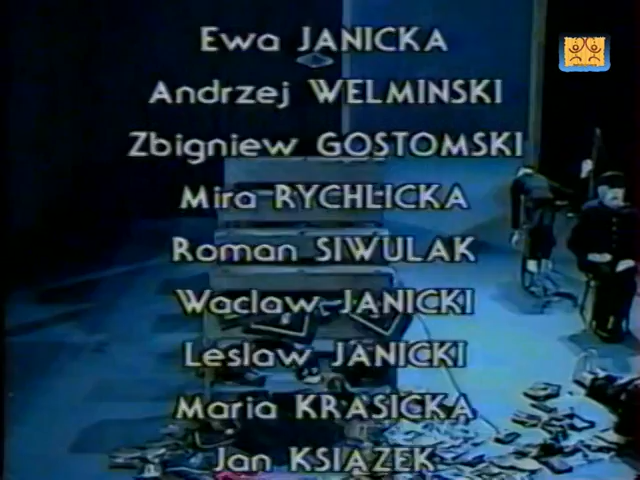 Ewa JANICKA
Andrzej WELMINSKI
Zbigniew GOSTOMSKI
Mira RYCHLICKA
Roman SIWULAK
Waclaw JANICKI
Leslaw JANICKI
Maria KRASICKA
Jan KSIAZEK